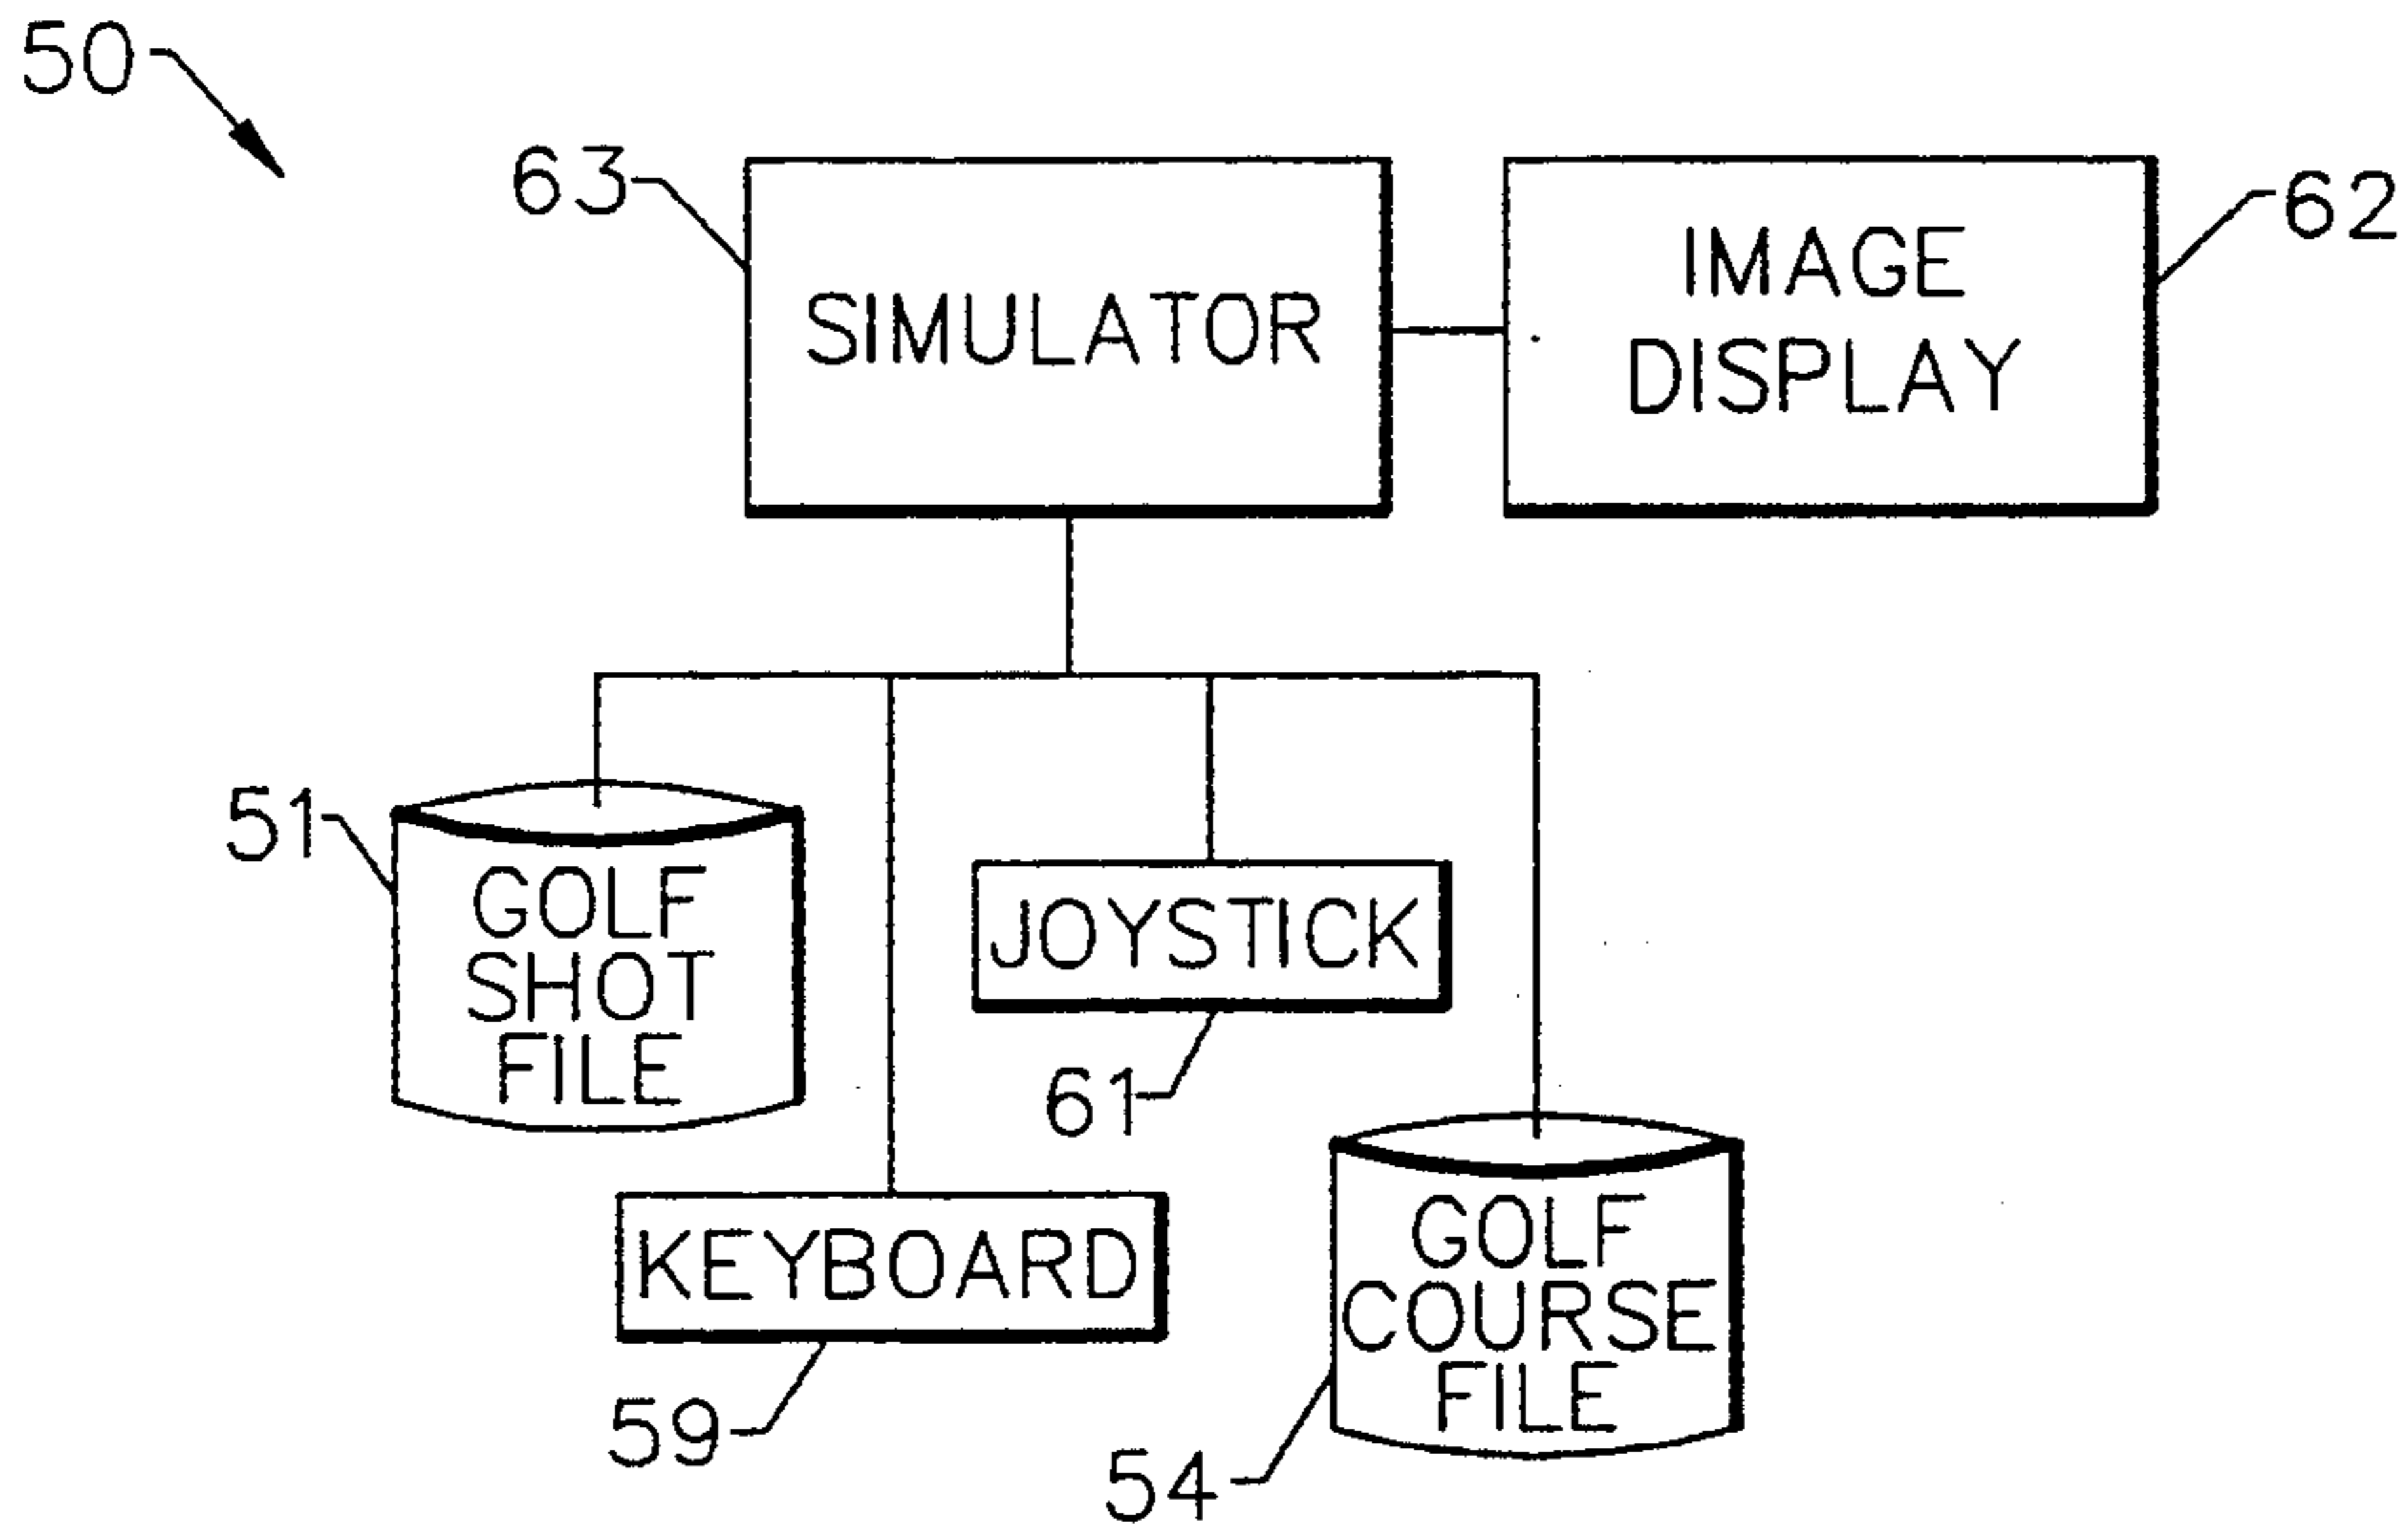 50
63
SIMULATOR
IMAGE
DISPLAY
62
51
GOLF
SHOT
FILE
JOYSTICK
61
KEYBOARD
59
GOLF
COURSE
FILE
54